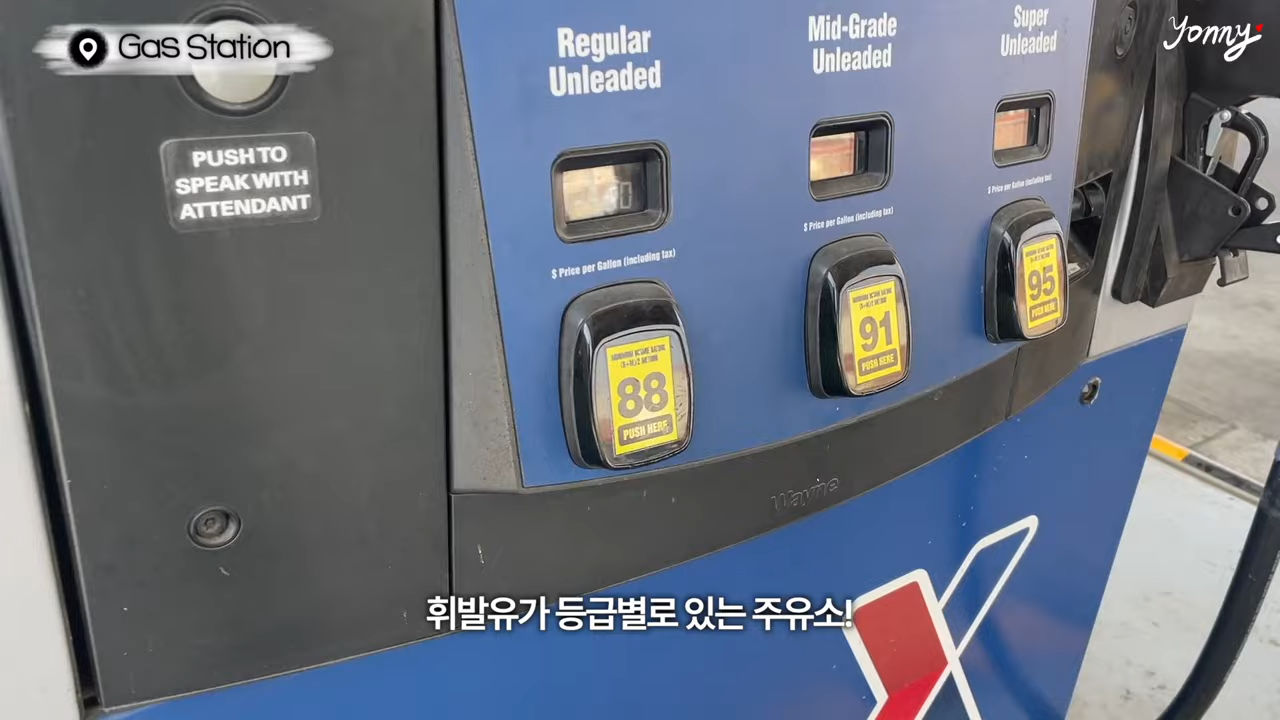 Gas Station
Yonny
PUSH TO
SPEAK WITH
ATTENDANT
Regular
Unleaded
$ Price per Gallon (including tax)
88
PUSH HERE
Mid-Grade
Unleaded
$ Price per Gallon (including tax)
91
PUSH HERE
Super
Unleaded
$ Price per Gallon (including tax)
95
PUSH HERE
Wayne
휘발유가 등급별로 있는 주유소!